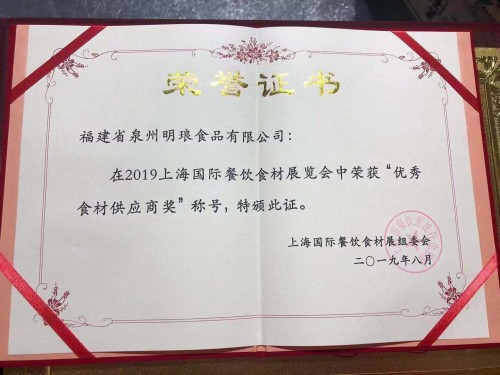 荣誉证书
福建省泉州明琅食品有限公司：
在2019上海国际餐饮食材展览会中荣获“优秀
食材供应商奖”称号，特颁此证。
上海国际餐饮食材展组委会
二〇一九年八月